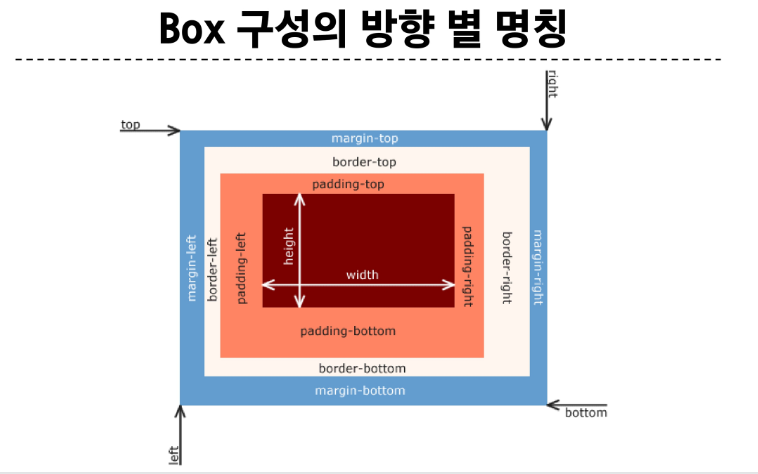 Box 구성의 방향 별 명칭
right
top
margin-top
border-top
padding-top
margin-left
border-left
padding-left
height
width
padding-right
border-right
margin-right
padding-bottom
border-bottom
margin-bottom
bottom
left